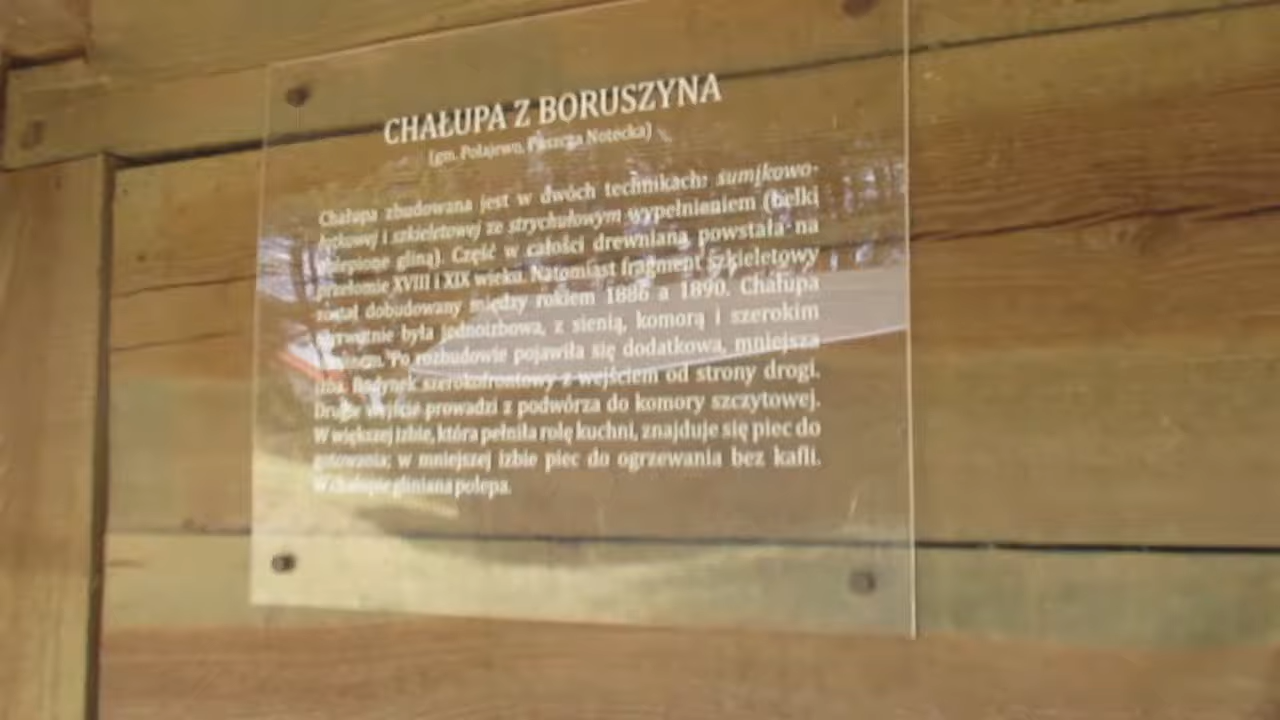 CHAŁUPA Z BORUSZYNA
(gm. Połajewo, Puszcza Notecka)
Chałupa zbudowana jest w dwóch technikach: sumikowo-
łątkowej i szkieletowej ze strychułowym wypełnieniem (belki
oblepione gliną). Część w całości drewniana powstała na
przełomie XVIII i XIX wieku. Natomiast fragment szkieletowy
został dobudowany między rokiem 1886 a 1890. Chałupa
pierwotnie była jednoizbowa, z sienią, komorą i szerokim
Po rozbudowie pojawiła się dodatkowa, mniejsza
izba. Budynek szerokofrontowy z wejściem od strony drogi.
Drugie wejście prowadzi z podwórza do komory szczytowej.
W większej izbie, która pełniła rolę kuchni, znajduje się piec do
gotowania; w mniejszej izbie piec do ogrzewania bez kafli.
W chałupie gliniana polepa.